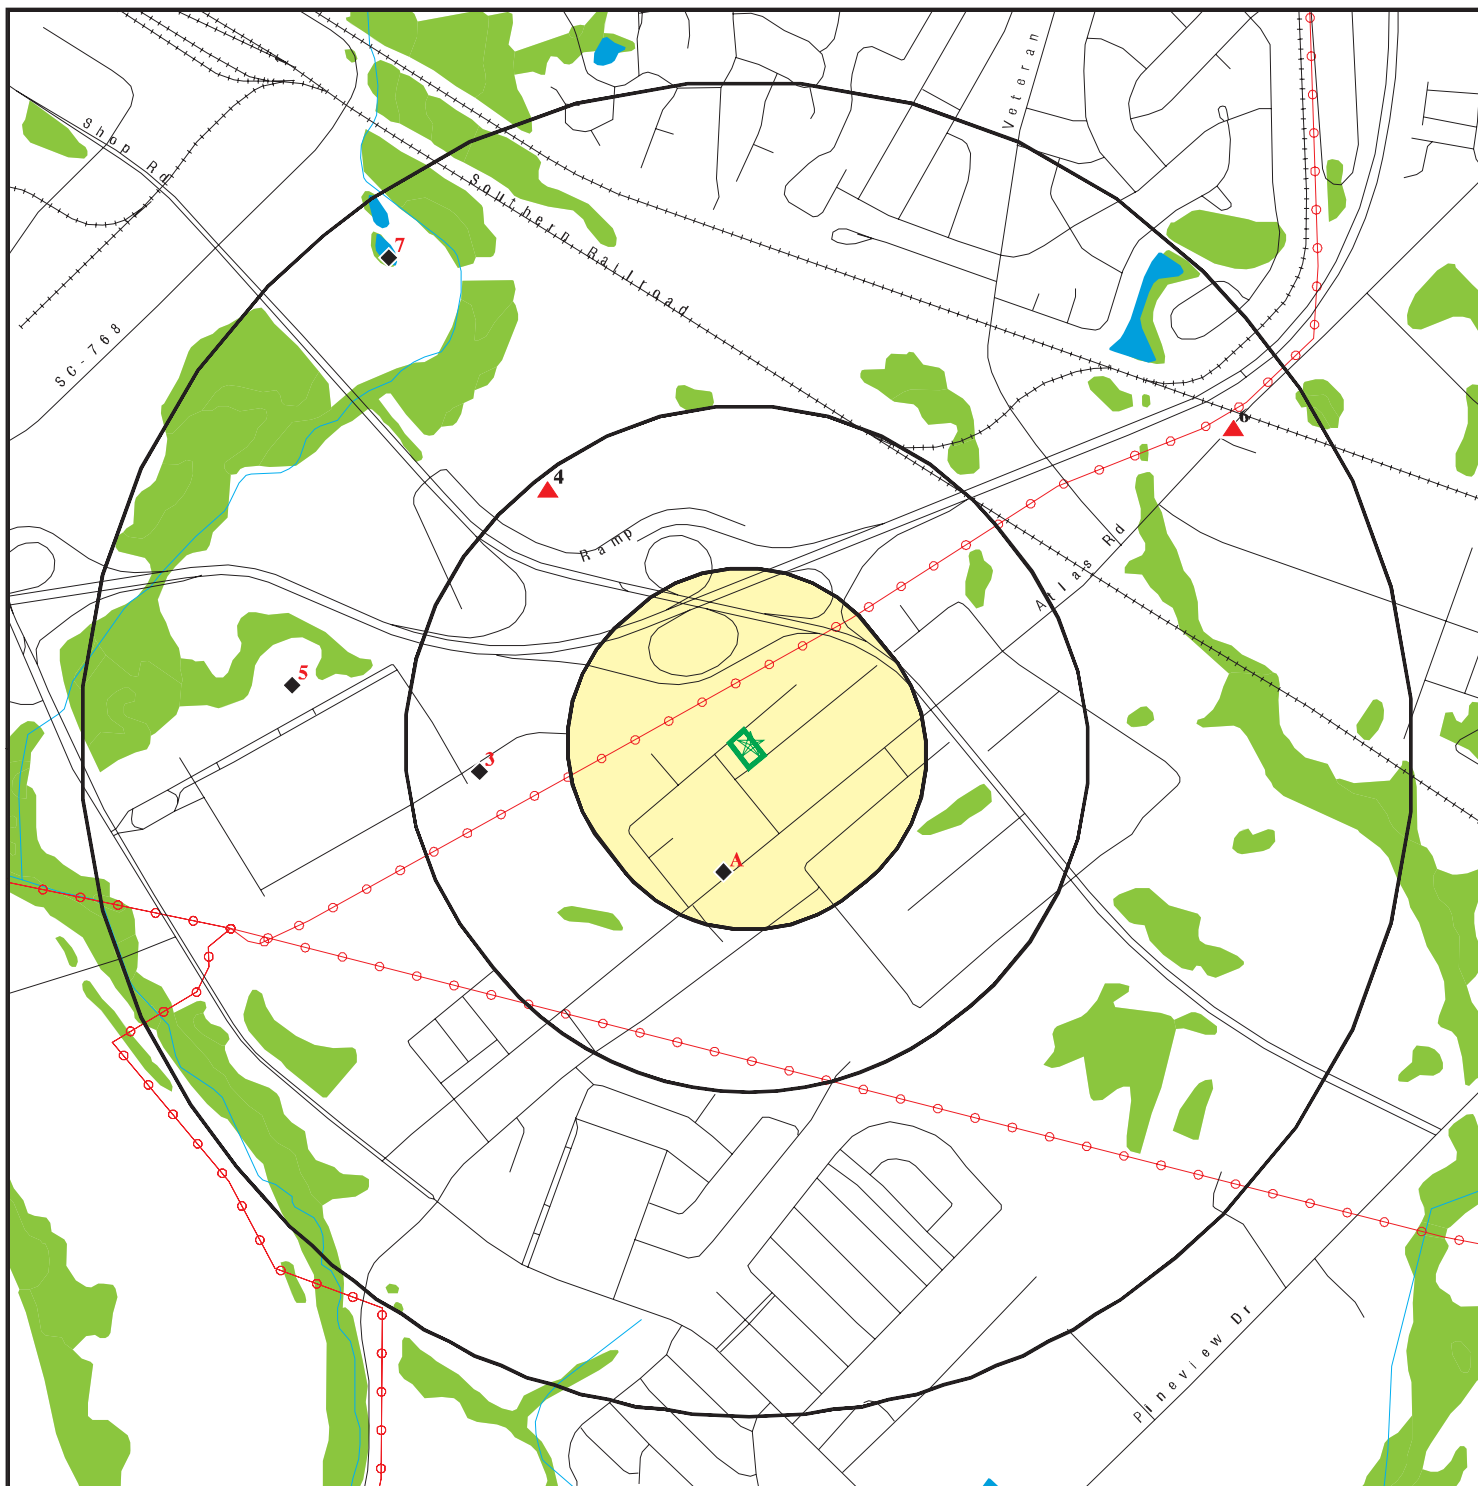 Veteran
Shop Rd
Southern Railroad
7
SC-768
6
4
Ramp
Atlas Rd
5
3
A
Pineview Dr